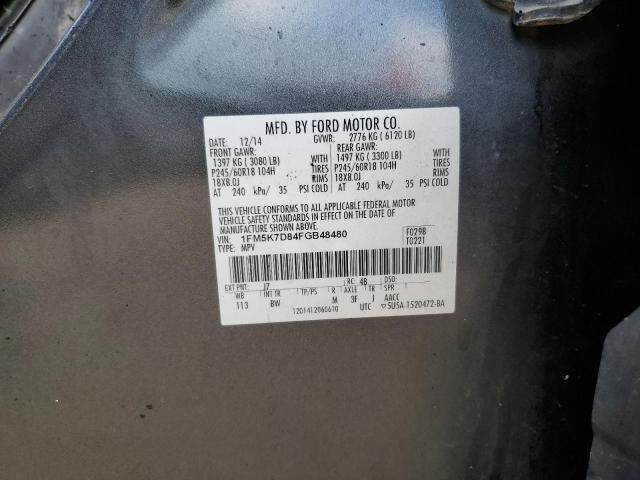 MFD. BY FORD MOTOR CO.
DATE: 12/14 GVWR: 2776 KG ( 6120 LB)
FRONT GAWR: REAR GAWR:
1397 KG ( 3080 LB) WITH 1497 KG ( 3300 LB) WITH
P245/60R18 104H TIRES P245/60R18 104H TIRES
18X8.0J RIMS 18X8.0J RIMS
AT 240 kPa/ 35 PSI COLD AT 240 kPa/ 35 PSI COLD
THIS VEHICLE CONFORMS TO ALL APPLICABLE FEDERAL MOTOR
VEHICLE SAFETY STANDARDS IN EFFECT ON THE DATE OF
MANUFACTURE SHOWN ABOVE.
VIN: 1FM5K7D84FGB48480 F0298
TYPE: MPV T0221
EXT PNT: J7 RC: 48 DSO:
WB INT TR TP/PS R AXLE TR SPR
113 BW M 3F J AACC
1201412060610 UTC ▽5U5A-1520472-BA